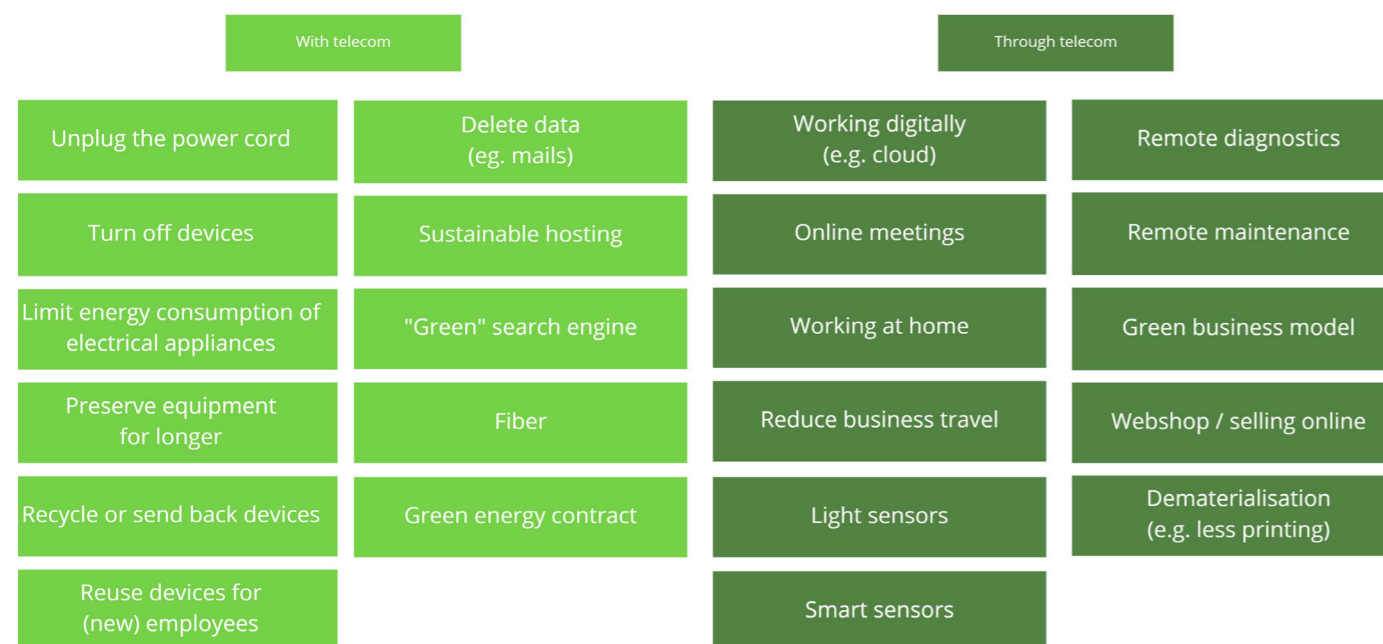 With telecom
Through telecom
Unplug the power cord
Turn off devices
Limit energy consumption of
electrical appliances
Preserve equipment
for longer
Recycle or send back devices
Reuse devices for
(new) employees
Delete data
(eg. mails)
Sustainable hosting
"Green" search engine
Fiber
Green energy contract
Working digitally
(e.g. cloud)
Online meetings
Working at home
Reduce business travel
Light sensors
Smart sensors
Remote diagnostics
Remote maintenance
Green business model
Webshop / selling online
Dematerialisation
(e.g. less printing)